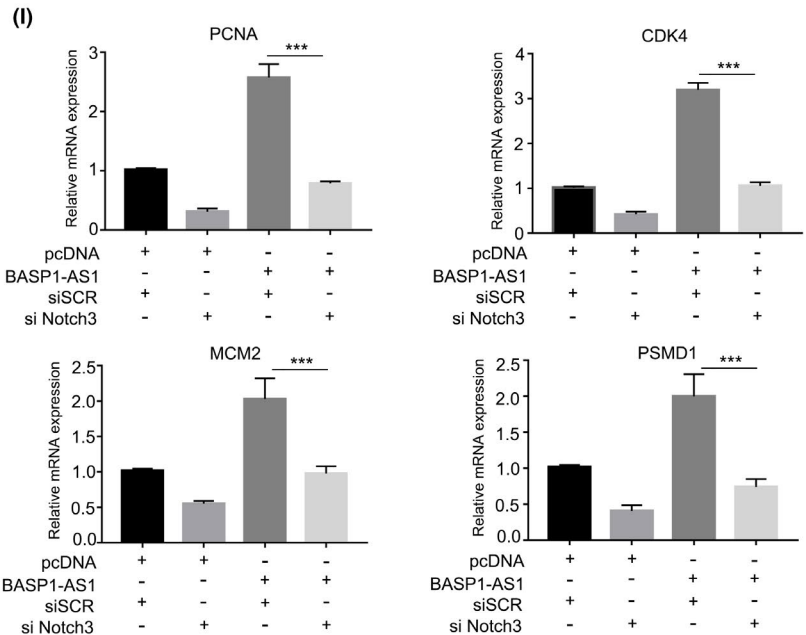 (I)
PCNA
***
Relative mRNA expression
3
2
1
0
pcDNA + + - -
BASP1-AS1 - - + +
siSCR + - + -
si Notch3 - + - +
CDK4
***
Relative mRNA expression
4
3
2
1
0
pcDNA + + - -
BASP1-AS1 - - + +
siSCR + - + -
si Notch3 - + - +
MCM2
***
Relative mRNA expression
2.5
2.0
1.5
1.0
0.5
0.0
pcDNA + + - -
BASP1-AS1 - - + +
siSCR + - + -
si Notch3 - + - +
PSMD1
***
Relative mRNA expression
2.5
2.0
1.5
1.0
0.5
0.0
pcDNA + + - -
BASP1-AS1 - - + +
siSCR + - + -
si Notch3 - + - +